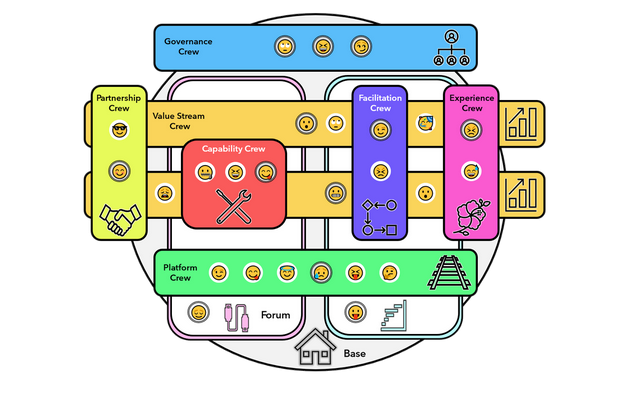 Governance
Crew
Partnership
Crew
Value Stream
Crew
Facilitation
Crew
Experience
Crew
Capability Crew
Platform
Crew
Forum
Base